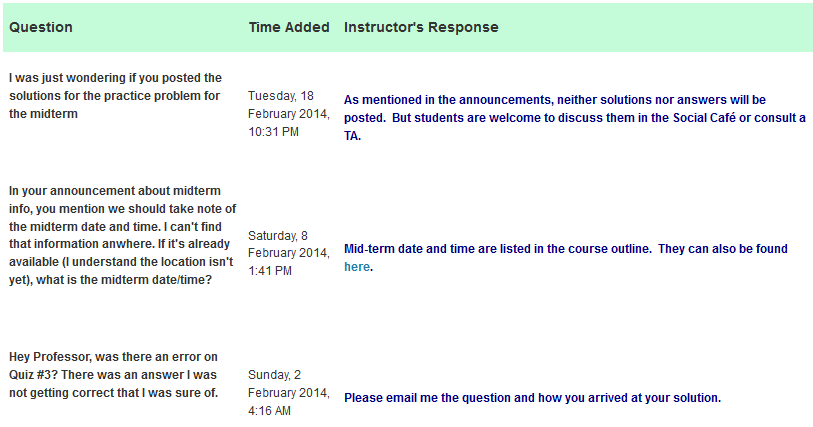 Question Time Added Instructor's Response
I was just wondering if you posted the
solutions for the practice problem for
the midterm
Tuesday, 18
February 2014,
10:31 PM
As mentioned in the announcements, neither solutions nor answers will be
posted.  But students are welcome to discuss them in the Social Café or consult a
TA.
In your announcement about midterm
info, you mention we should take note of
the midterm date and time. I can't find
that information anwhere. If it's already
available (I understand the location isn't
yet), what is the midterm date/time?
Saturday, 8
February 2014,
1:41 PM
Mid-term date and time are listed in the course outline.  They can also be found
here.
Hey Professor, was there an error on
Quiz #3? There was an answer I was
not getting correct that I was sure of.
Sunday, 2
February 2014,
4:16 AM
Please email me the question and how you arrived at your solution.